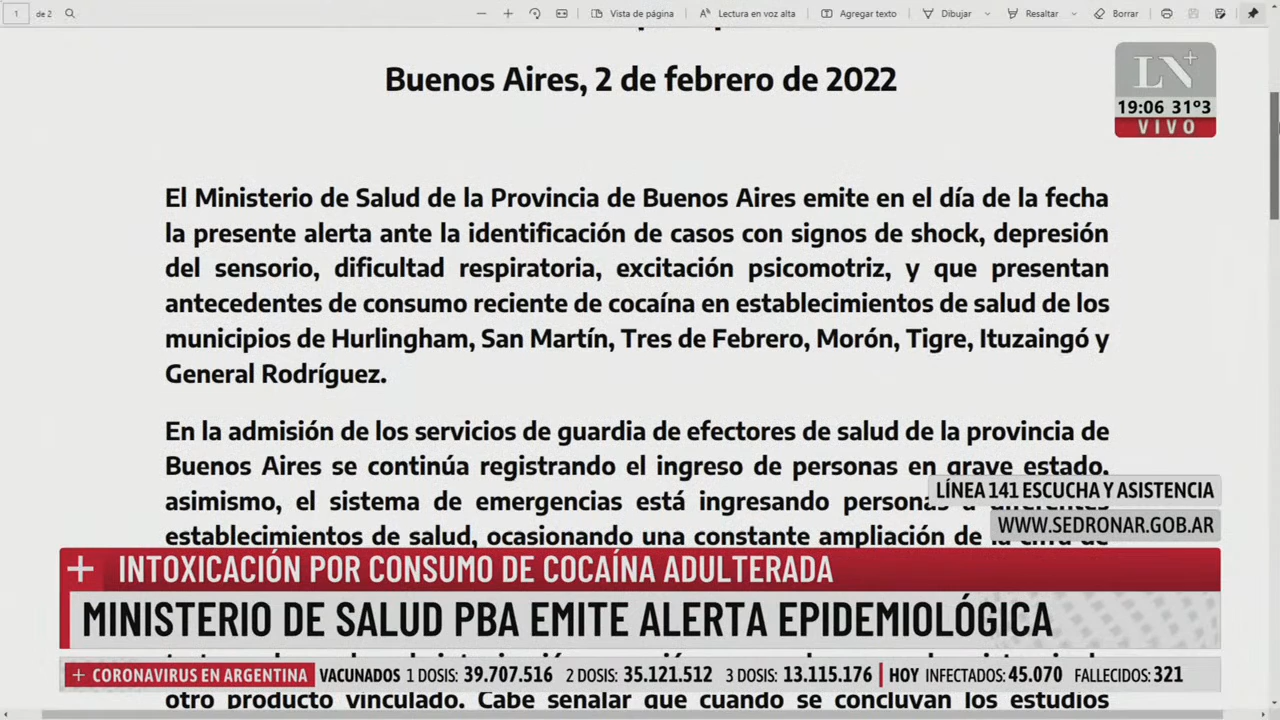 1 de 2
Vista de página
Lectura en voz alta
Agregar texto
Dibujar
Resaltar
Borrar
Buenos Aires, 2 de febrero de 2022
LN+
19:06 31º3
VIVO
El Ministerio de Salud de la Provincia de Buenos Aires emite en el día de la fecha
la presente alerta ante la identificación de casos con signos de shock, depresión
del sensorio, dificultad respiratoria, excitación psicomotriz, y que presentan
antecedentes de consumo reciente de cocaína en establecimientos de salud de los
municipios de Hurlingham, San Martín, Tres de Febrero, Morón, Tigre, Ituzaingó y
General Rodríguez.
En la admisión de los servicios de guardia de efectores de salud de la provincia de
Buenos Aires se continúa registrando el ingreso de personas en grave estado,
asimismo, el sistema de emergencias está ingresando personas a diferentes
establecimientos de salud, ocasionando una constante ampliación de la cifra de
LÍNEA 141 ESCUCHA Y ASISTENCIA
WWW.SEDRONAR.GOB.AR
+ INTOXICACIÓN POR CONSUMO DE COCAÍNA ADULTERADA
MINISTERIO DE SALUD PBA EMITE ALERTA EPIDEMIOLÓGICA
+ CORONAVIRUS EN ARGENTINA VACUNADOS 1 DOSIS: 39.707.516 2 DOSIS: 35.121.512 3 DOSIS: 13.115.176 HOY INFECTADOS: 45.070 FALLECIDOS: 321
otro producto vinculado. Cabe señalar que cuando se concluyan los estudios